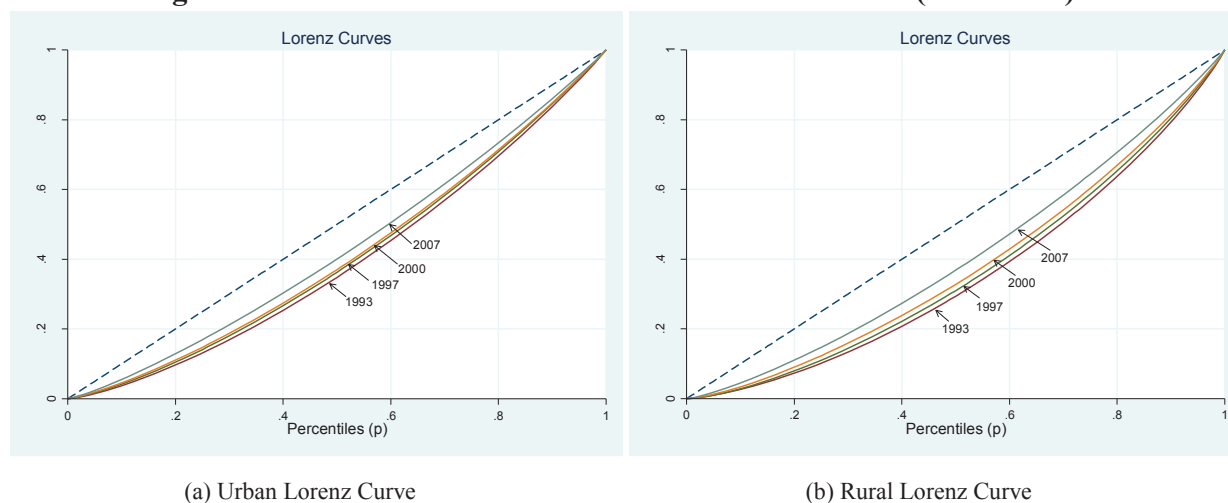 Lorenz Curves
1
.8
.6
.4
.2
0
2007
2000
1997
1993
0 .2 .4 .6 .8 1
Percentiles (p)
(a) Urban Lorenz Curve
Lorenz Curves
1
.8
.6
.4
.2
0
2007
2000
1997
1993
0 .2 .4 .6 .8 1
Percentiles (p)
(b) Rural Lorenz Curve